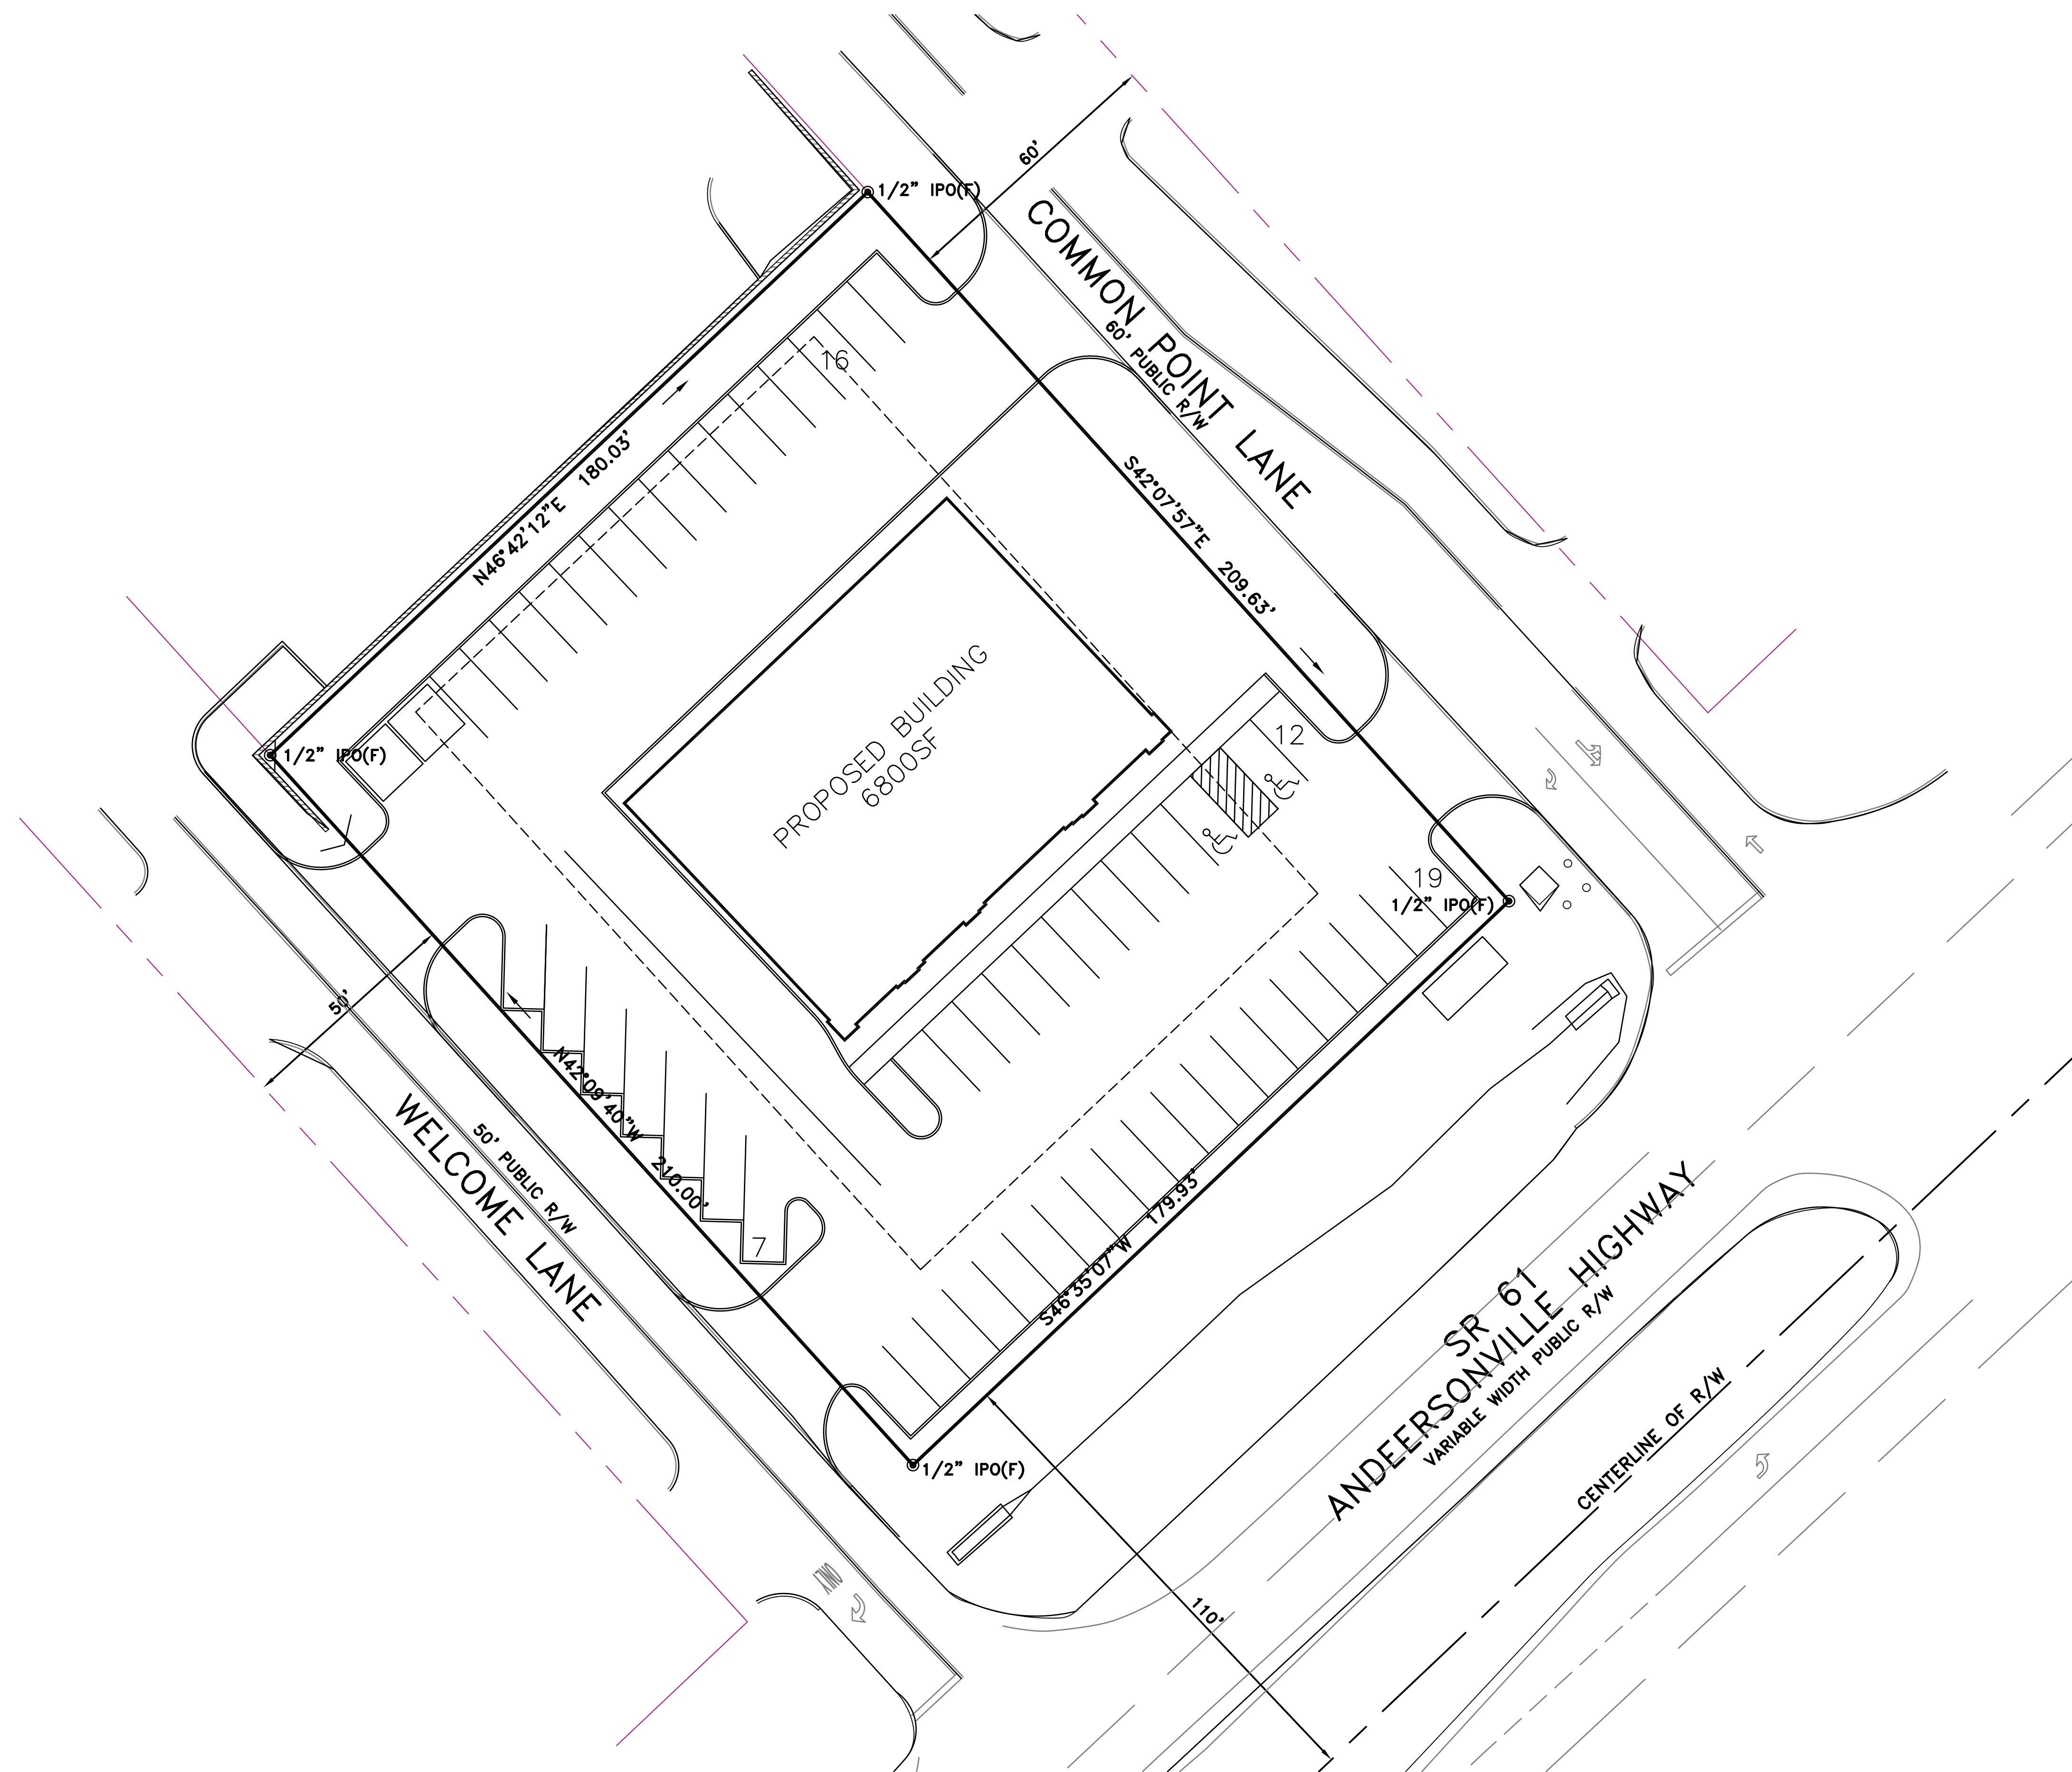 60'
1/2" IPO(F)
COMMON POINT LANE
60' PUBLIC R/W
16
N46°42'12"E 180.03'
S42°07'57"E 209.63'
PROPOSED BUILDING
6800SF
12
1/2" IPO(F)
19
1/2" IPO(F)
50'
N42°09'40"W 210.00'
WELCOME LANE
50' PUBLIC R/W
7
S46°35'07"W 179.93'
SR 61
ANDEERSONVILLE HIGHWAY
VARIABLE WIDTH PUBLIC R/W
CENTERLINE OF R/W
1/2" IPO(F)
ONLY
110'